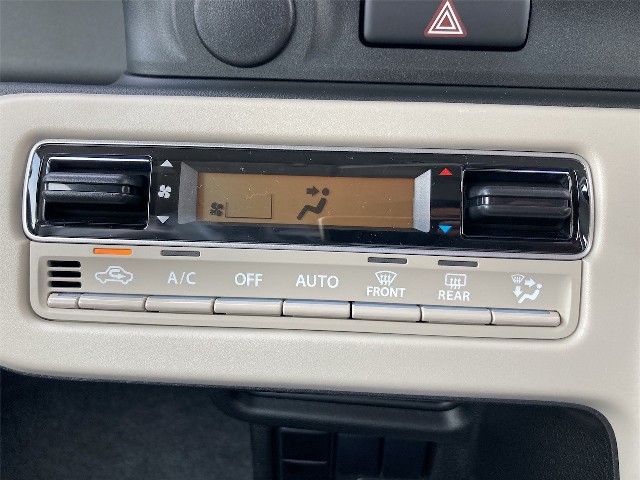 A/C OFF AUTO FRONT REAR